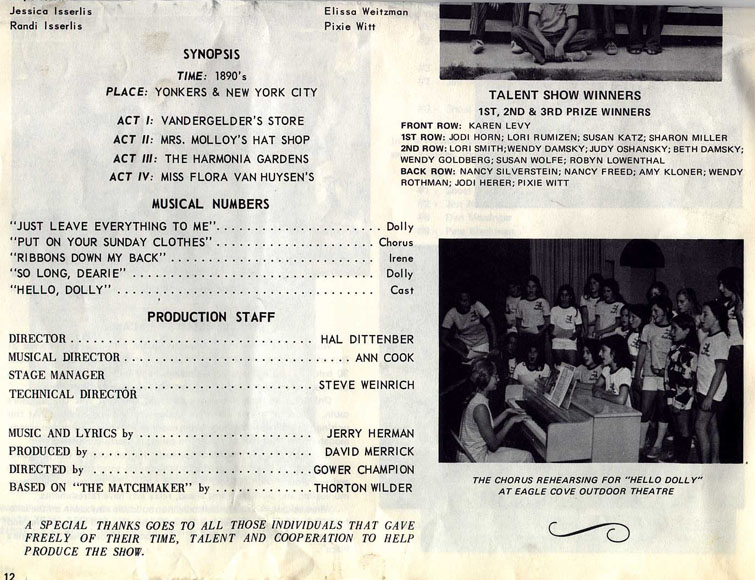 Jessica Isserlis
Randi Isserlis
Elissa Weitzman
Pixie Witt
SYNOPSIS
TIME: 1890's
PLACE: YONKERS & NEW YORK CITY
ACT I: VANDERGELDER'S STORE
ACT II: MRS. MOLLOY'S HAT SHOP
ACT III: THE HARMONIA GARDENS
ACT IV: MISS FLORA VAN HUYSEN'S
MUSICAL NUMBERS
"JUST LEAVE EVERYTHING TO ME" Dolly
"PUT ON YOUR SUNDAY CLOTHES" Chorus
"RIBBONS DOWN MY BACK" Irene
"SO LONG, DEARIE" Dolly
"HELLO, DOLLY" Cast
PRODUCTION STAFF
DIRECTOR HAL DITTENBER
MUSICAL DIRECTOR ANN COOK
STAGE MANAGER
TECHNICAL DIRECTOR STEVE WEINRICH
MUSIC AND LYRICS by JERRY HERMAN
PRODUCED by DAVID MERRICK
DIRECTED by GOWER CHAMPION
BASED ON "THE MATCHMAKER" by THORTON WILDER
A SPECIAL THANKS GOES TO ALL THOSE INDIVIDUALS THAT GAVE
FREELY OF THEIR TIME, TALENT AND COOPERATION TO HELP
PRODUCE THE SHOW.
12
TALENT SHOW WINNERS
1ST, 2ND & 3RD PRIZE WINNERS
FRONT ROW: KAREN LEVY
1ST ROW: JODI HORN; LORI RUMIZEN; SUSAN KATZ; SHARON MILLER
2ND ROW: LORI SMITH;WENDY DAMSKY; JUDY OSHANSKY; BETH DAMSKY;
WENDY GOLDBERG; SUSAN WOLFE; ROBYN LOWENTHAL
BACK ROW: NANCY SILVERSTEIN; NANCY FREED; AMY KLONER; WENDY
ROTHMAN; JODI HERER; PIXIE WITT
THE CHORUS REHEARSING FOR "HELLO DOLLY"
AT EAGLE COVE OUTDOOR THEATRE